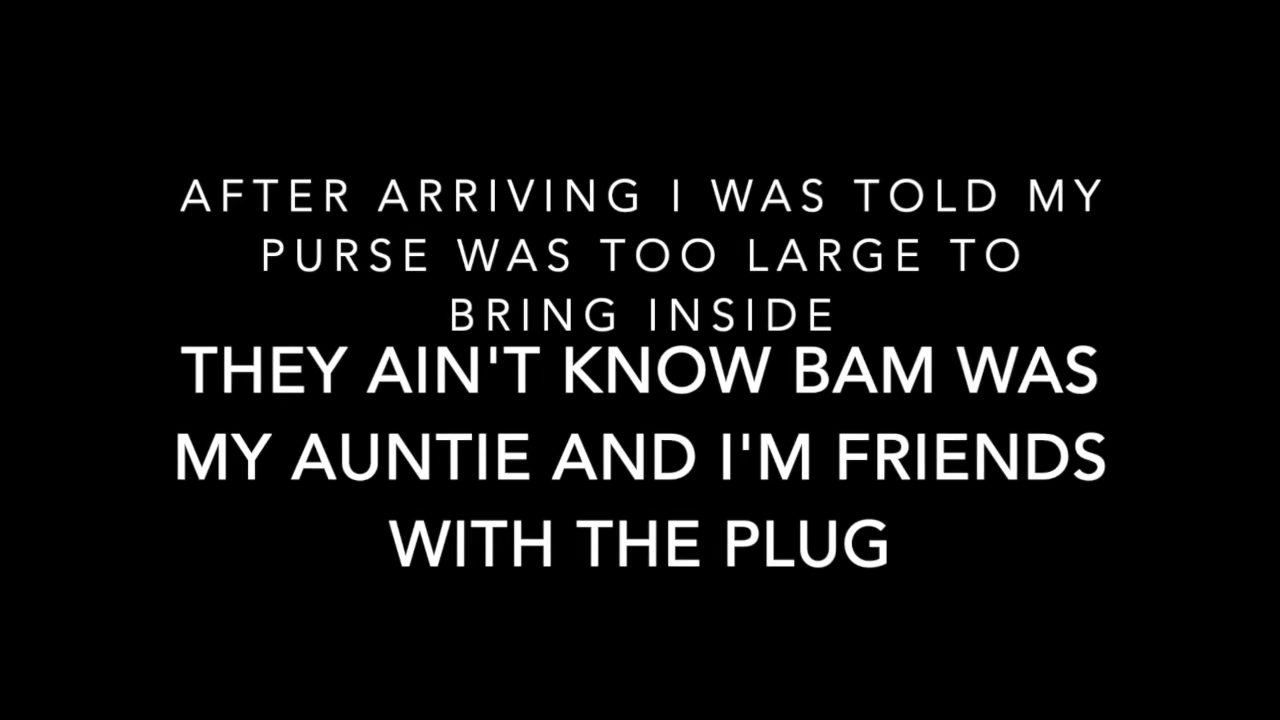 AFTER ARRIVING I WAS TOLD MY
PURSE WAS TOO LARGE TO
BRING INSIDE
THEY AIN'T KNOW BAM WAS
MY AUNTIE AND I'M FRIENDS
WITH THE PLUG